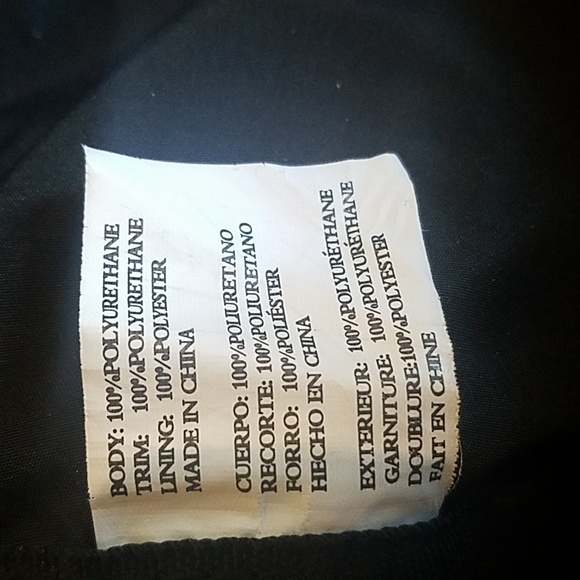 BODY: 100%POLYURETHANE
TRIM: 100%POLYURETHANE
LINING: 100%POLYESTER
MADE IN CHINA
CUERPO: 100%POLIURETANO
RECORTE: 100%POLIURETANO
FORRO: 100%POLIÉSTER
HECHO EN CHINA
EXTERIEUR: 100%POLYURÉTHANE
GARNITURE: 100%POLYURÉTHANE
DOUBLURE:100%POLYESTER
FAIT EN CHINE